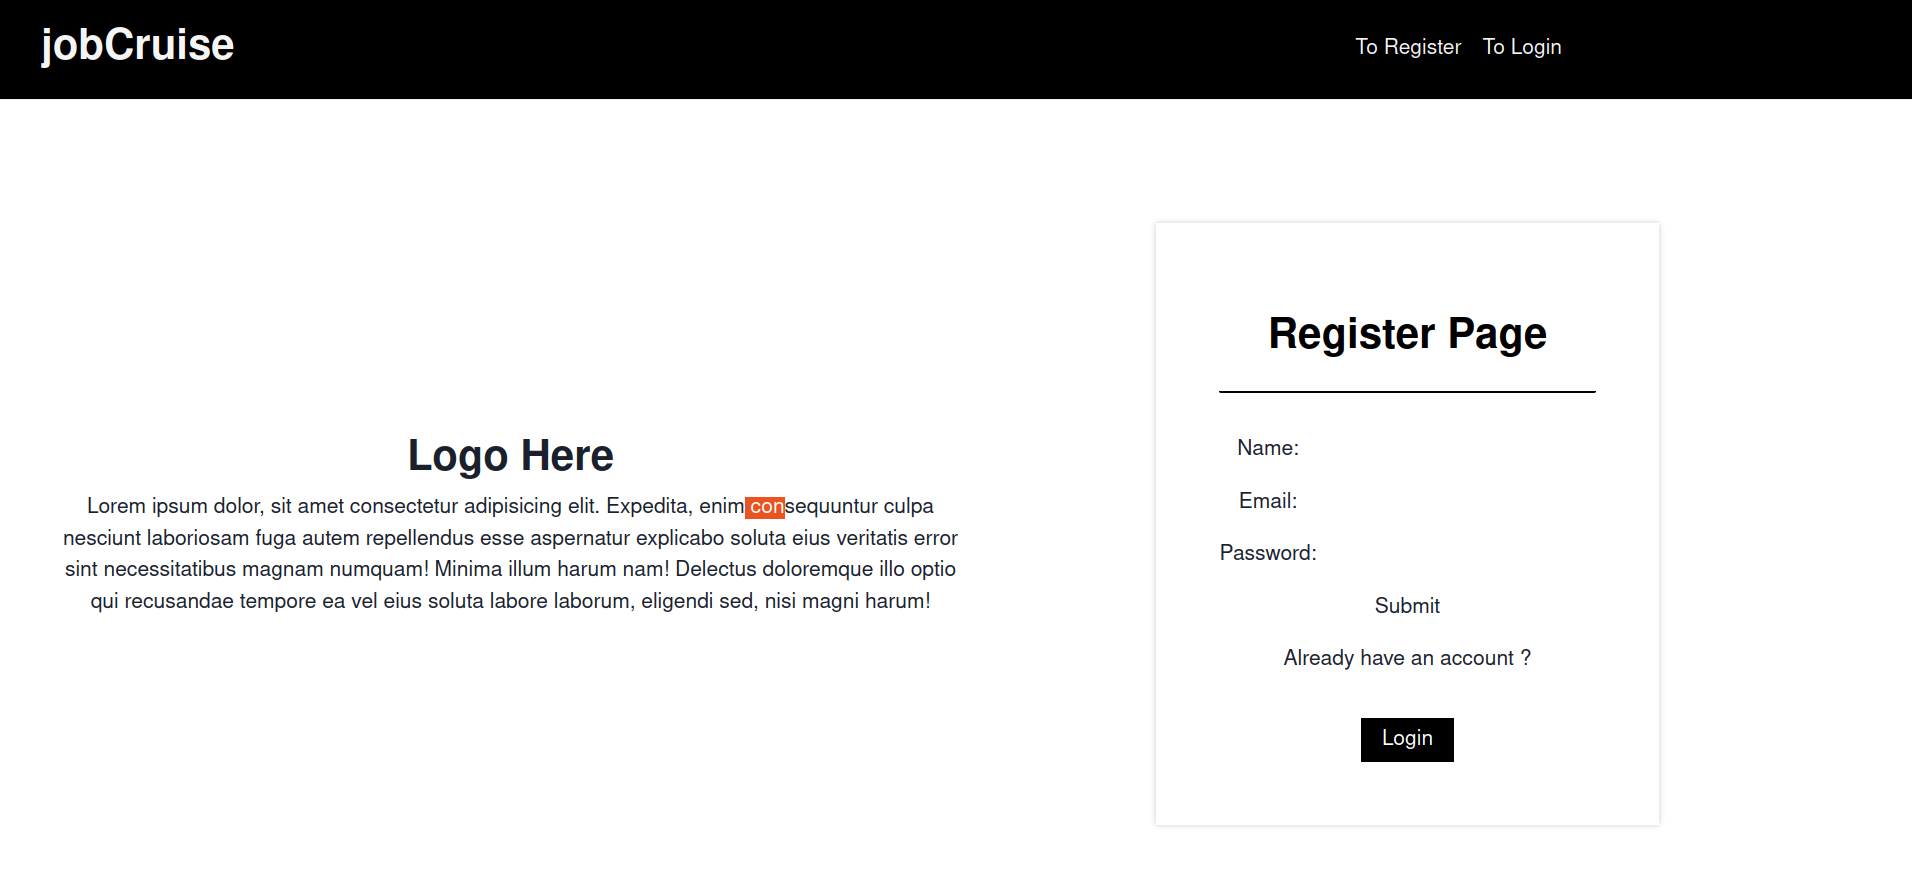 jobCruise
To Register To Login
Logo Here
Lorem ipsum dolor, sit amet consectetur adipisicing elit. Expedita, enim consequuntur culpa
nesciunt laboriosam fuga autem repellendus esse aspernatur explicabo soluta eius veritatis error
sint necessitatibus magnam numquam! Minima illum harum nam! Delectus doloremque illo optio
qui recusandae tempore ea vel eius soluta labore laborum, eligendi sed, nisi magni harum!
Register Page
Name:
Email:
Password:
Submit
Already have an account ?
Login